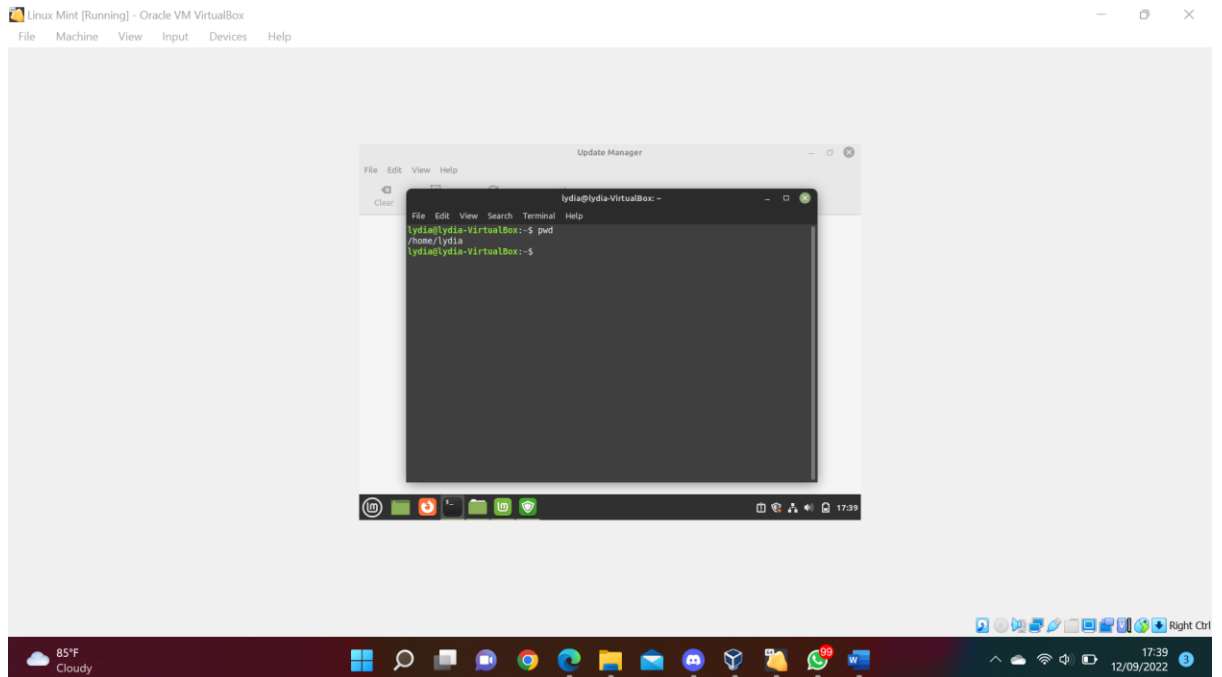 Linux Mint [Running] - Oracle VM VirtualBox
File Machine View Input Devices Help
Update Manager
File Edit View Help
Clear
lydia@lydia-VirtualBox: ~
File Edit View Search Terminal Help
lydia@lydia-VirtualBox:~$ pwd
/home/lydia
lydia@lydia-VirtualBox:~$
17:39
Right Ctrl
85°F
Cloudy
99
17:39
12/09/2022
3